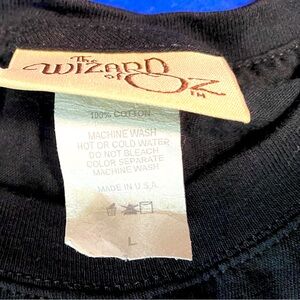 The
WIZARD
of OZ TM
100% COTTON
MACHINE WASH
HOT OR COLD WATER
DO NOT BLEACH
COLOR SEPARATE
MACHINE WASH
MADE IN U.S.A.
L